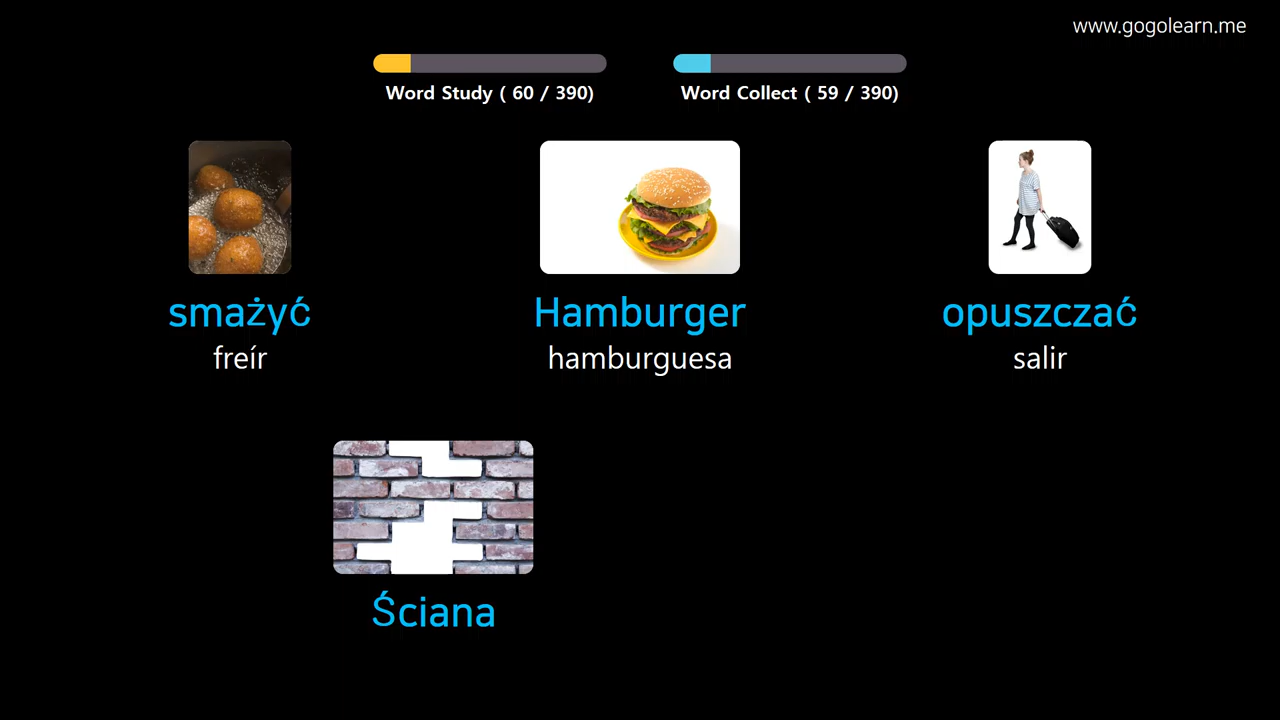 www.gogolearn.me
Word Study ( 60 / 390)
Word Collect ( 59 / 390)
smażyć
freír
Hamburger
hamburguesa
opuszczać
salir
Ściana